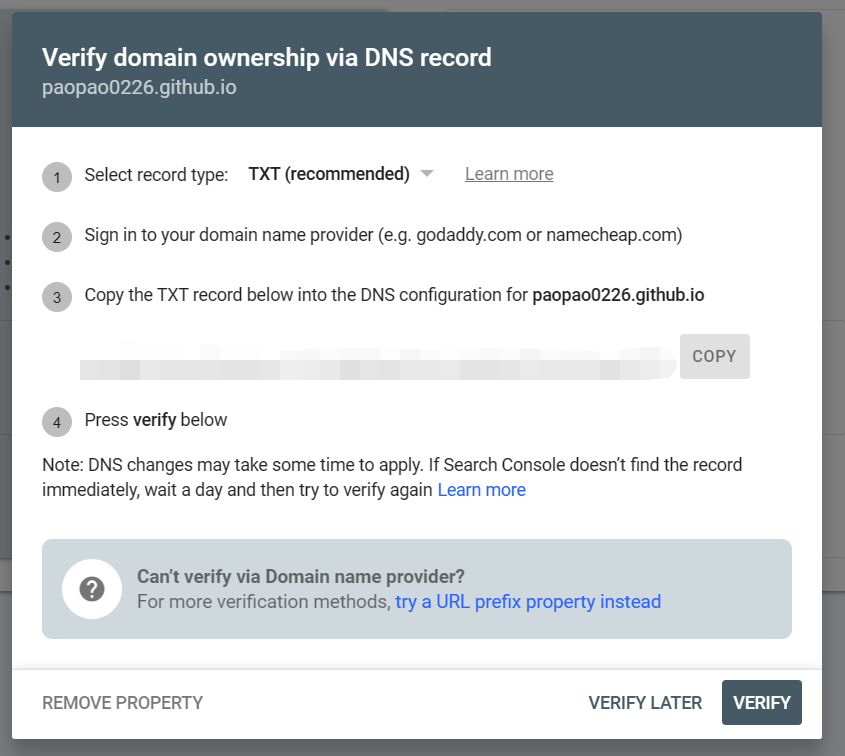 Verify domain ownership via DNS record
paopao0226.github.io
1 Select record type: TXT (recommended) Learn more
2 Sign in to your domain name provider (e.g. godaddy.com or namecheap.com)
3 Copy the TXT record below into the DNS configuration for paopao0226.github.io
COPY
4 Press verify below
Note: DNS changes may take some time to apply. If Search Console doesn’t find the record
immediately, wait a day and then try to verify again Learn more
?
Can’t verify via Domain name provider?
For more verification methods, try a URL prefix property instead
REMOVE PROPERTY VERIFY LATER VERIFY